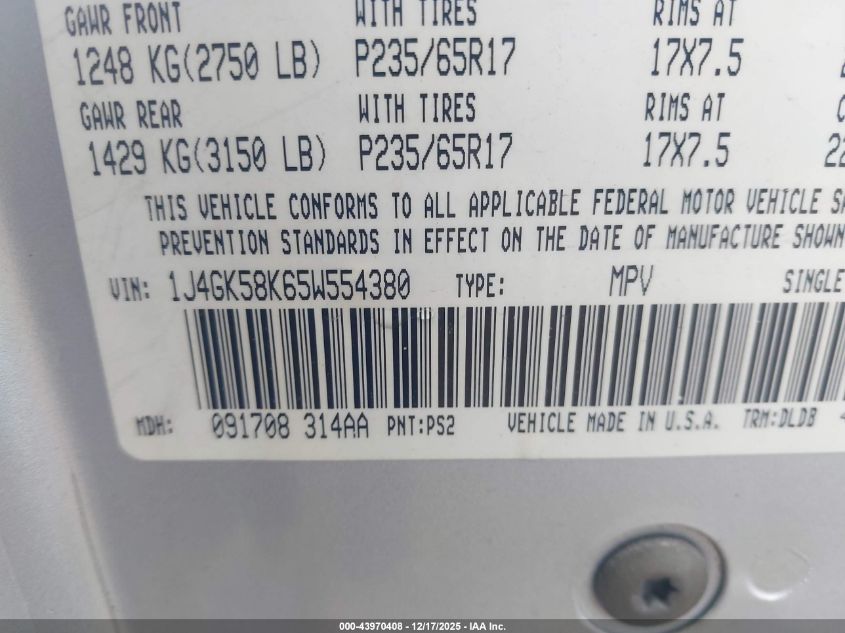 GAWR FRONT WITH TIRES RIMS AT
1248 KG(2750 LB) P235/65R17 17X7.5
GAWR REAR WITH TIRES RIMS AT
1429 KG(3150 LB) P235/65R17 17X7.5
THIS VEHICLE CONFORMS TO ALL APPLICABLE FEDERAL MOTOR VEHICLE
PREVENTION STANDARDS IN EFFECT ON THE DATE OF MANUFACTURE SHOWN
VIN: 1J4GK58K65W554380 TYPE: MPV SINGLE
MDH: 091708 314AA PNT:PS2 VEHICLE MADE IN U.S.A. TRM:DLDB
000-43970408 - 12/17/2025 - IAA Inc.